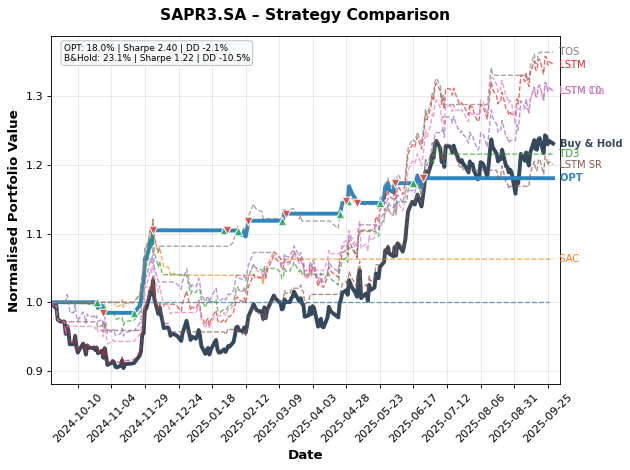 SAPR3.SA – Strategy Comparison
OPT: 18.0% | Sharpe 2.40 | DD -2.1%
B&Hold: 23.1% | Sharpe 1.22 | DD -10.5%
TOS
LSTM
Buy & Hold
TD3
LSTM SR
OPT
SAC
Normalised Portfolio Value
1.3
1.2
1.1
1.0
0.9
2024-10-10
2024-11-04
2024-11-29
2024-12-24
2025-01-18
2025-02-12
2025-03-09
2025-04-03
2025-04-28
2025-05-23
2025-06-17
2025-07-12
2025-08-06
2025-08-31
2025-09-25
Date